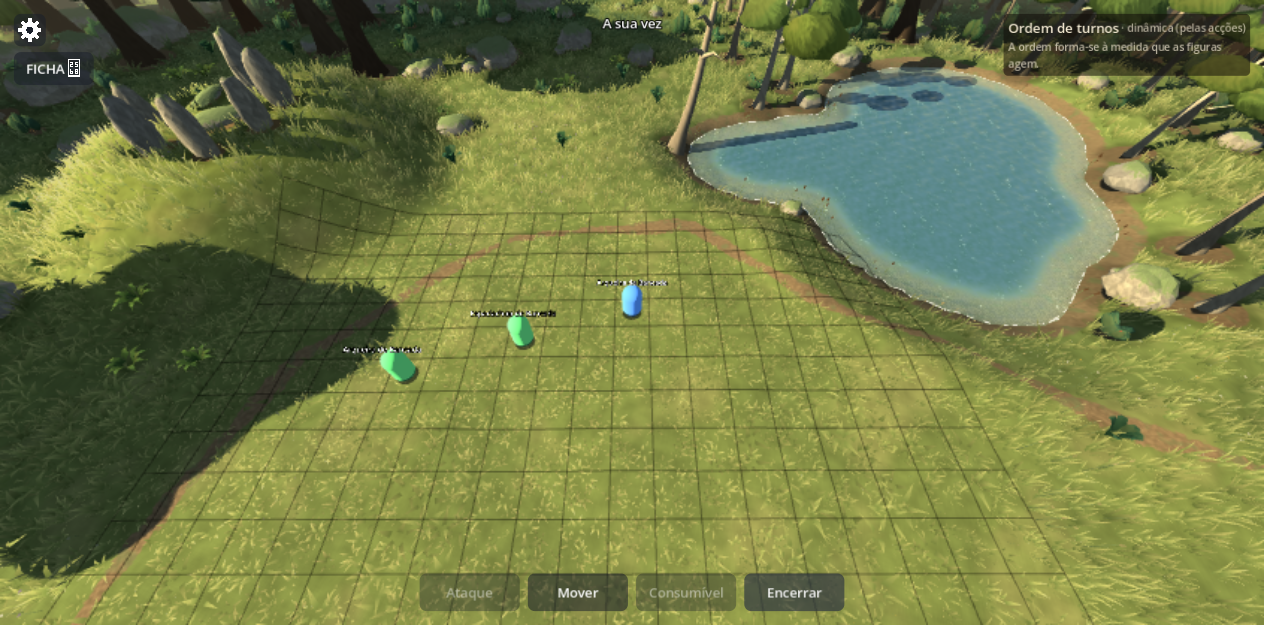 A sua vez
FICHA
Ordem de turnos · dinâmica (pelas acções)
A ordem forma-se à medida que as figuras
agem.
Ataque
Mover
Consumível
Encerrar